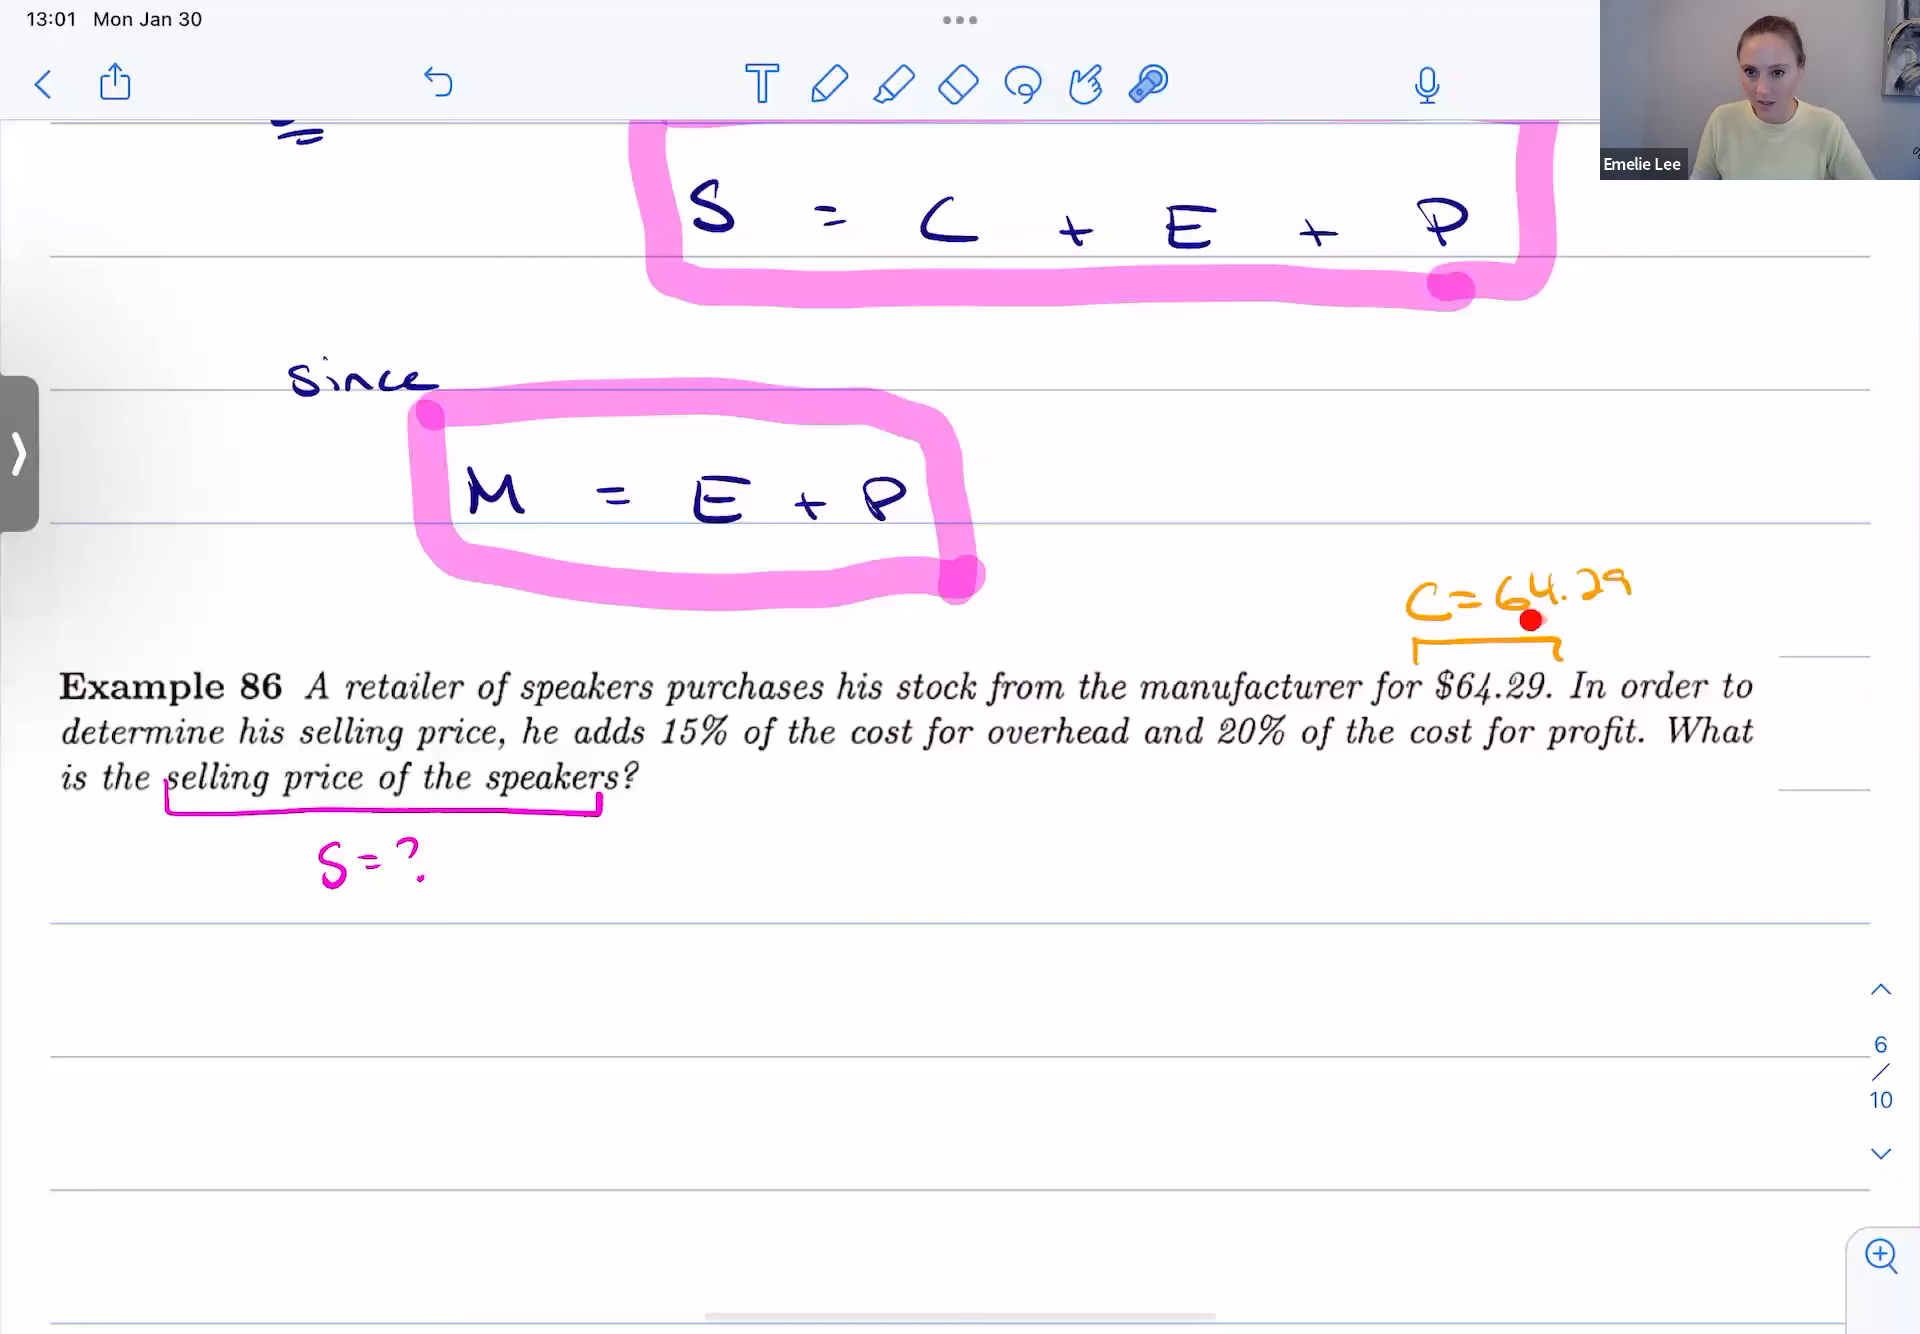 13:01 Mon Jan 30
T
Emelie Lee
S = C + E + P
since
M = E + P
C = 64.29
Example 86 A retailer of speakers purchases his stock from the manufacturer for $64.29. In order to
determine his selling price, he adds 15% of the cost for overhead and 20% of the cost for profit. What
is the selling price of the speakers?
S = ?
6
/
10